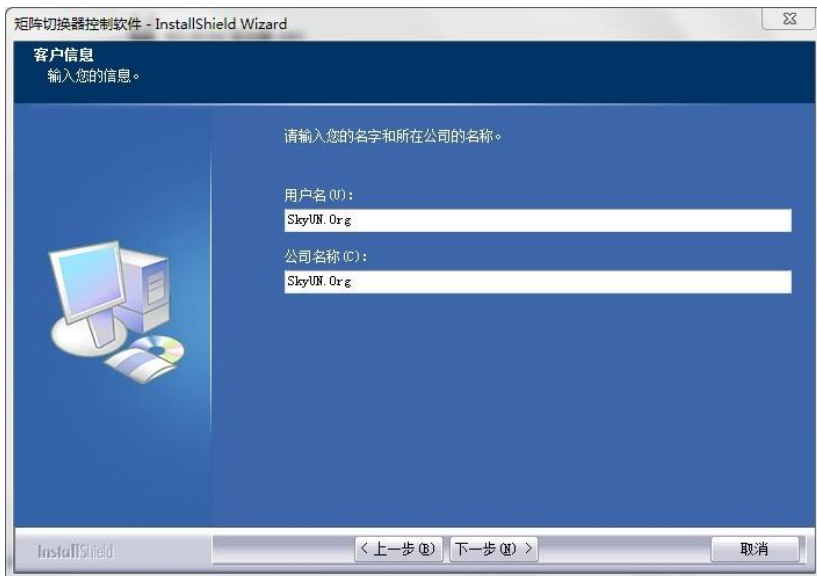 矩阵切换器控制软件 - InstallShield Wizard
客户信息
输入您的信息。
请输入您的名字和所在公司的名称。
用户名(U):
SkyUN.Org
公司名称(C):
SkyUN.Org
InstallShield
< 上一步(B)
下一步(N) >
取消